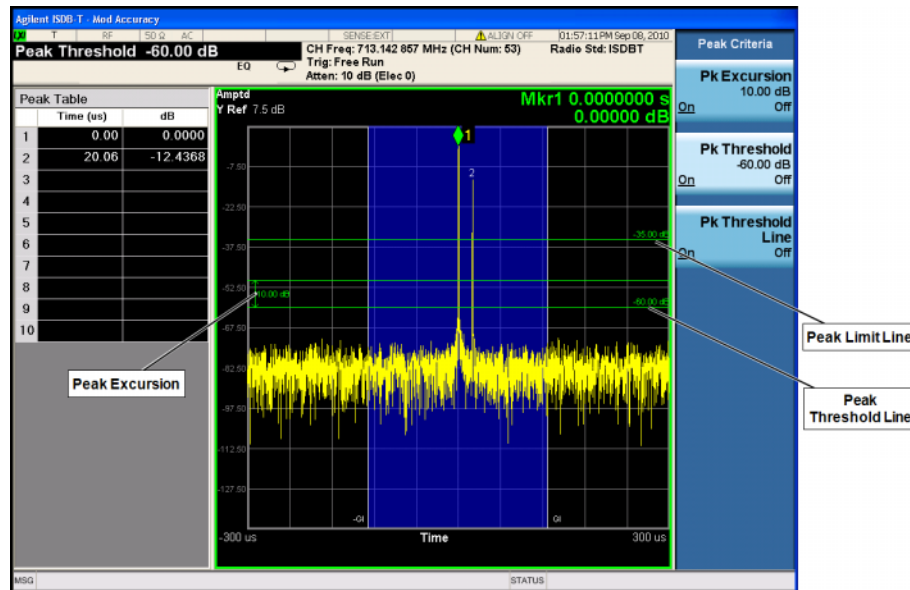 Agilent ISDB-T - Mod Accuracy
T RF 50 Ω AC SENSE:EXT ALIGN OFF 01:57:11 PM Sep 08, 2010
Peak Threshold -60.00 dB
CH Freq: 713.142 857 MHz (CH Num: 53) Radio Std: ISDBT
EQ Trig: Free Run
Atten: 10 dB (Elec 0)
Peak Criteria
Pk Excursion
10.00 dB
On Off
Pk Threshold
-60.00 dB
On Off
Pk Threshold
Line
On Off
Peak Table
Time (us) dB
1 0.00 0.0000
2 20.06 -12.4368
3
4
5
6
7
8
9
10
Amptd
Y Ref 7.5 dB
Mkr1 0.0000000 s
0.00000 dB
1
2
-7.50
-22.50
-35.00 dB
-37.50
-52.50
10.00 dB
-60.00 dB
-67.50
-82.50
-97.50
-112.50
-127.50
-GI GI
-300 us Time 300 us
Peak Limit Line
Peak
Threshold Line
Peak Excursion
MSG STATUS